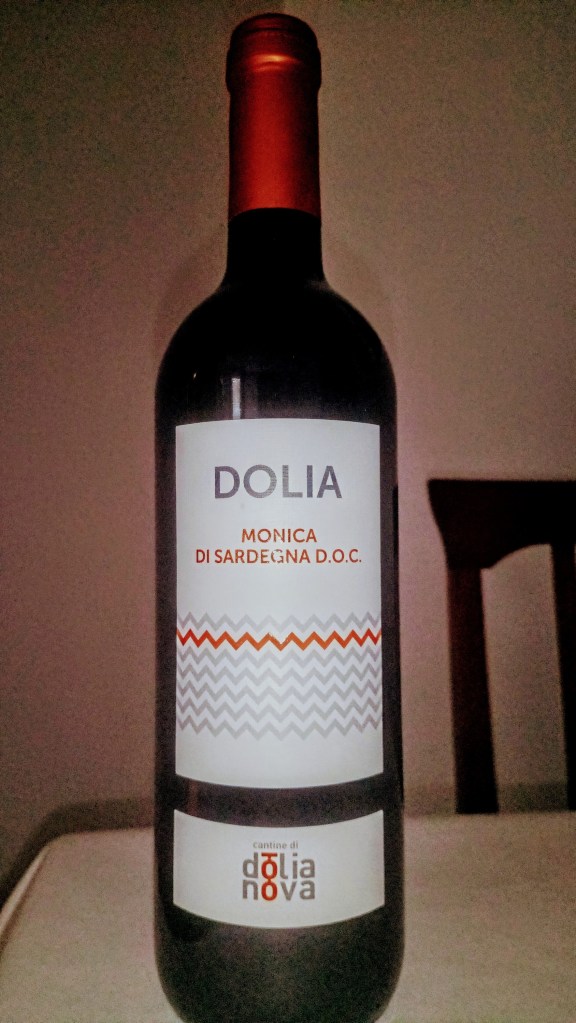 DOLIA
MONICA
DI SARDEGNA D.O.C.
cantine di
dolia
nova